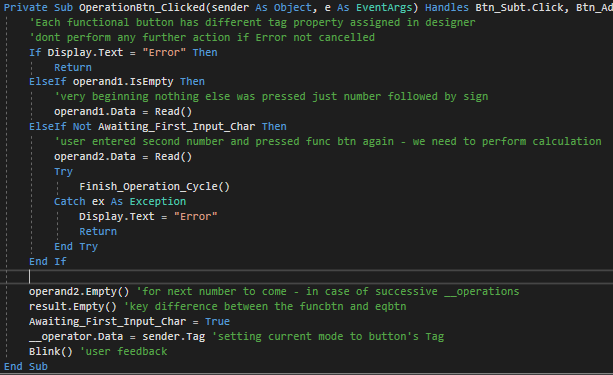 Private Sub OperationBtn_Clicked(sender As Object, e As EventArgs) Handles Btn_Subt.Click, Btn_Ad
'Each functional button has different tag property assigned in designer
'dont perform any further action if Error not cancelled
If Display.Text = "Error" Then
Return
ElseIf operand1.IsEmpty Then
'very beginning nothing else was pressed just number followed by sign
operand1.Data = Read()
ElseIf Not Awaiting_First_Input_Char Then
'user entered second number and pressed func btn again - we need to perform calculation
operand2.Data = Read()
Try
Finish_Operation_Cycle()
Catch ex As Exception
Display.Text = "Error"
Return
End Try
End If
operand2.Empty() 'for next number to come - in case of successive __operations
result.Empty() 'key difference between the funcbtn and eqbtn
Awaiting_First_Input_Char = True
__operator.Data = sender.Tag 'setting current mode to button's Tag
Blink() 'user feedback
End Sub